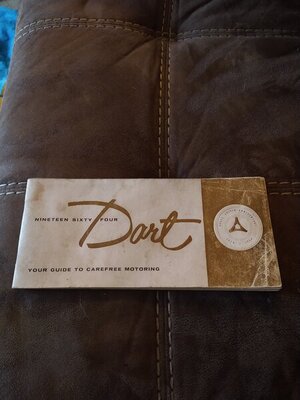 NINETEEN SIXTY FOUR
Dart
YOUR GUIDE TO CAREFREE MOTORING